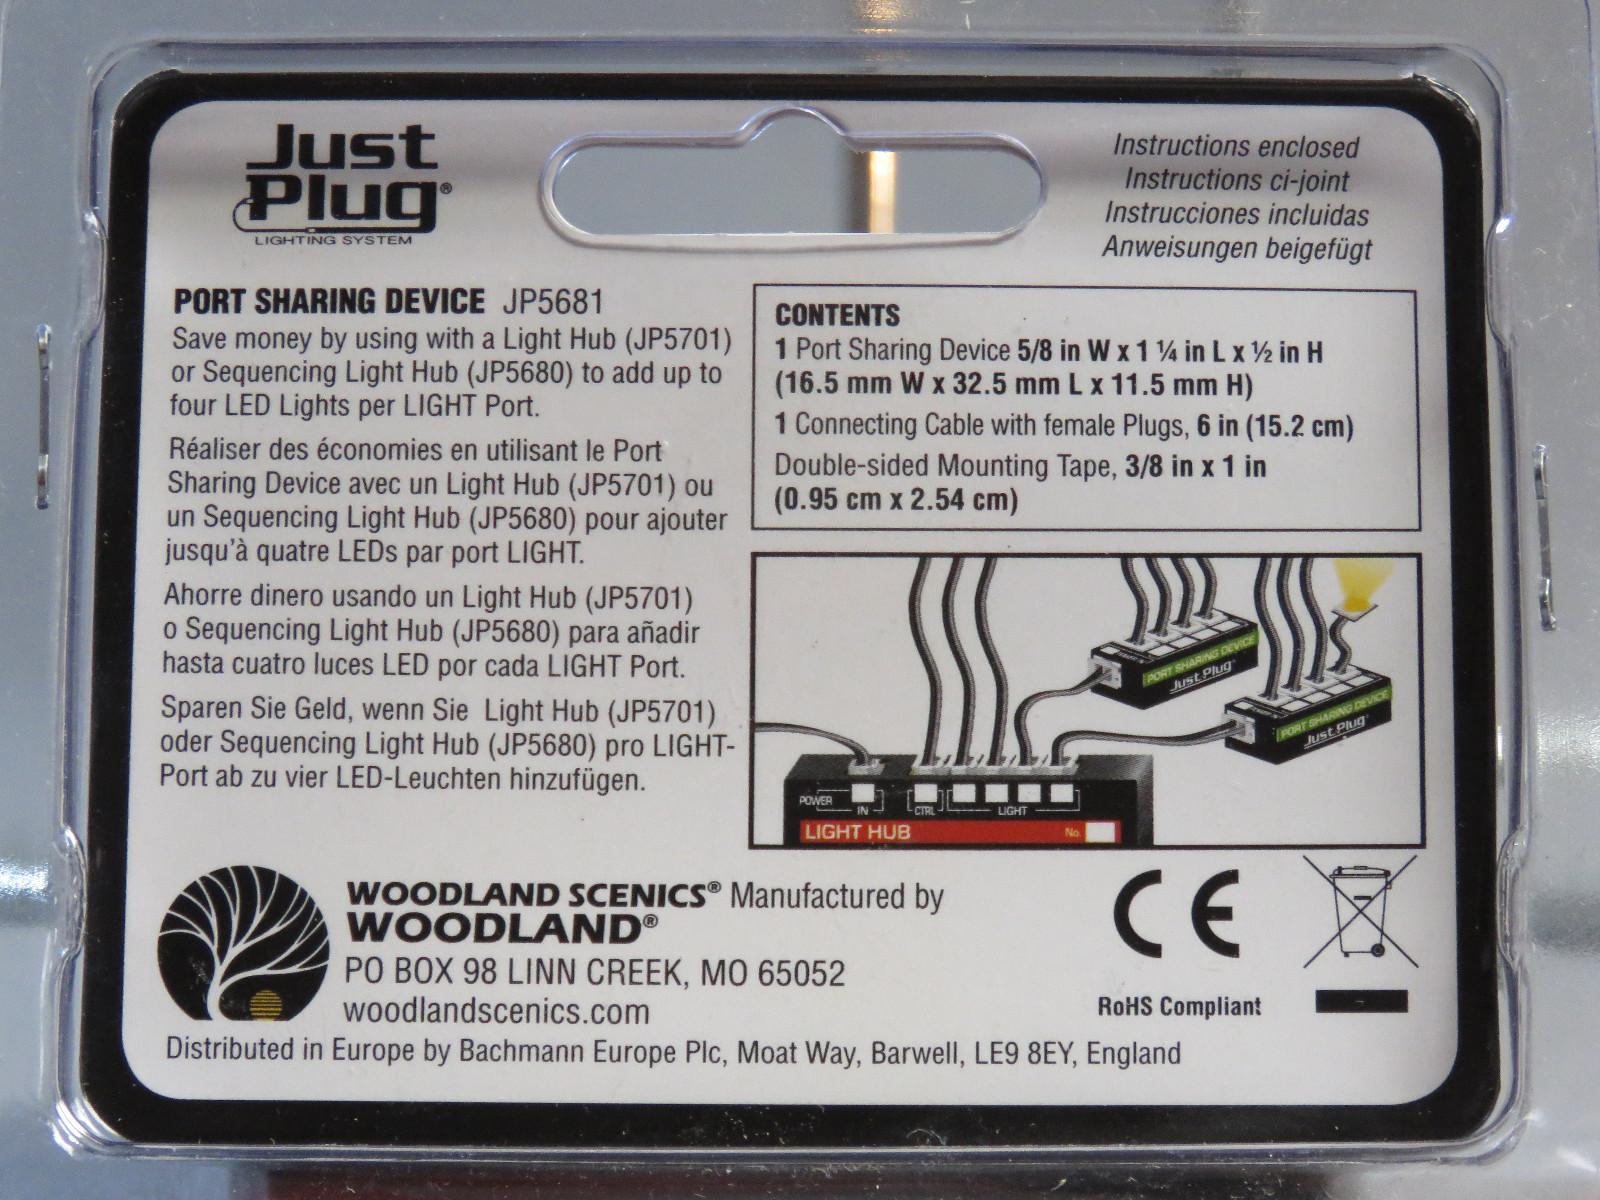 Just
Plug®
LIGHTING SYSTEM
Instructions enclosed
Instructions ci-joint
Instrucciones incluidas
Anweisungen beigefügt
PORT SHARING DEVICE JP5681
Save money by using with a Light Hub (JP5701)
or Sequencing Light Hub (JP5680) to add up to
four LED Lights per LIGHT Port.
Réaliser des économies en utilisant le Port
Sharing Device avec un Light Hub (JP5701) ou
un Sequencing Light Hub (JP5680) pour ajouter
jusqu'à quatre LEDs par port LIGHT.
Ahorre dinero usando un Light Hub (JP5701)
o Sequencing Light Hub (JP5680) para añadir
hasta cuatro luces LED por cada LIGHT Port.
Sparen Sie Geld, wenn Sie Light Hub (JP5701)
oder Sequencing Light Hub (JP5680) pro LIGHT-
Port ab zu vier LED-Leuchten hinzufügen.
CONTENTS
1 Port Sharing Device 5/8 in W x 1 ¼ in L x ½ in H
(16.5 mm W x 32.5 mm L x 11.5 mm H)
1 Connecting Cable with female Plugs, 6 in (15.2 cm)
Double-sided Mounting Tape, 3/8 in x 1 in
(0.95 cm x 2.54 cm)
PORT SHARING DEVICE
Just Plug®
PORT SHARING DEVICE
Just Plug®
POWER IN CTRL LIGHT
LIGHT HUB No.
WOODLAND SCENICS® Manufactured by
WOODLAND®
PO BOX 98 LINN CREEK, MO 65052
woodlandscenics.com
CE
RoHS Compliant
Distributed in Europe by Bachmann Europe Plc, Moat Way, Barwell, LE9 8EY, England